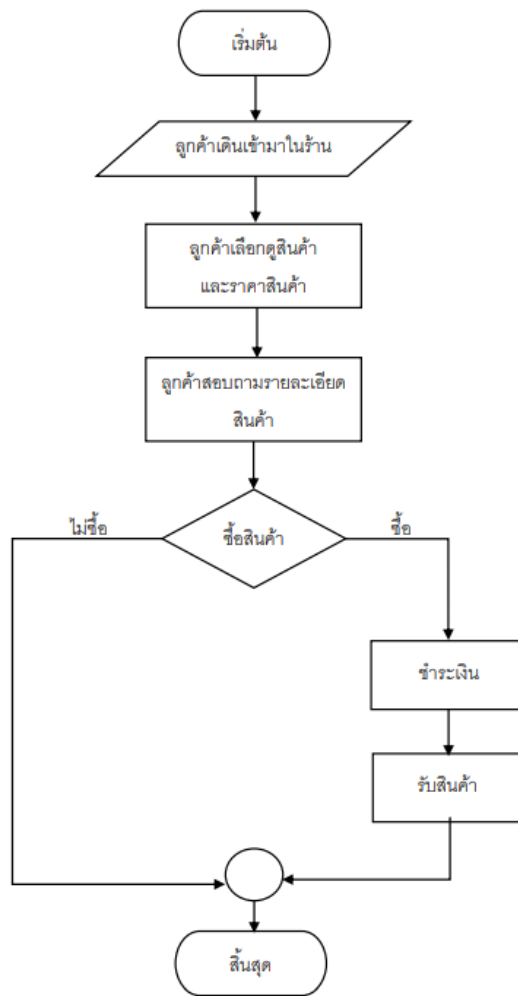 เริ่มต้น
ลูกค้าเดินเข้ามาในร้าน
ลูกค้าเลือกดูสินค้า
และราคาสินค้า
ลูกค้าสอบถามรายละเอียด
สินค้า
ไม่ซื้อ
ซื้อสินค้า
ซื้อ
ชำระเงิน
รับสินค้า
สิ้นสุด